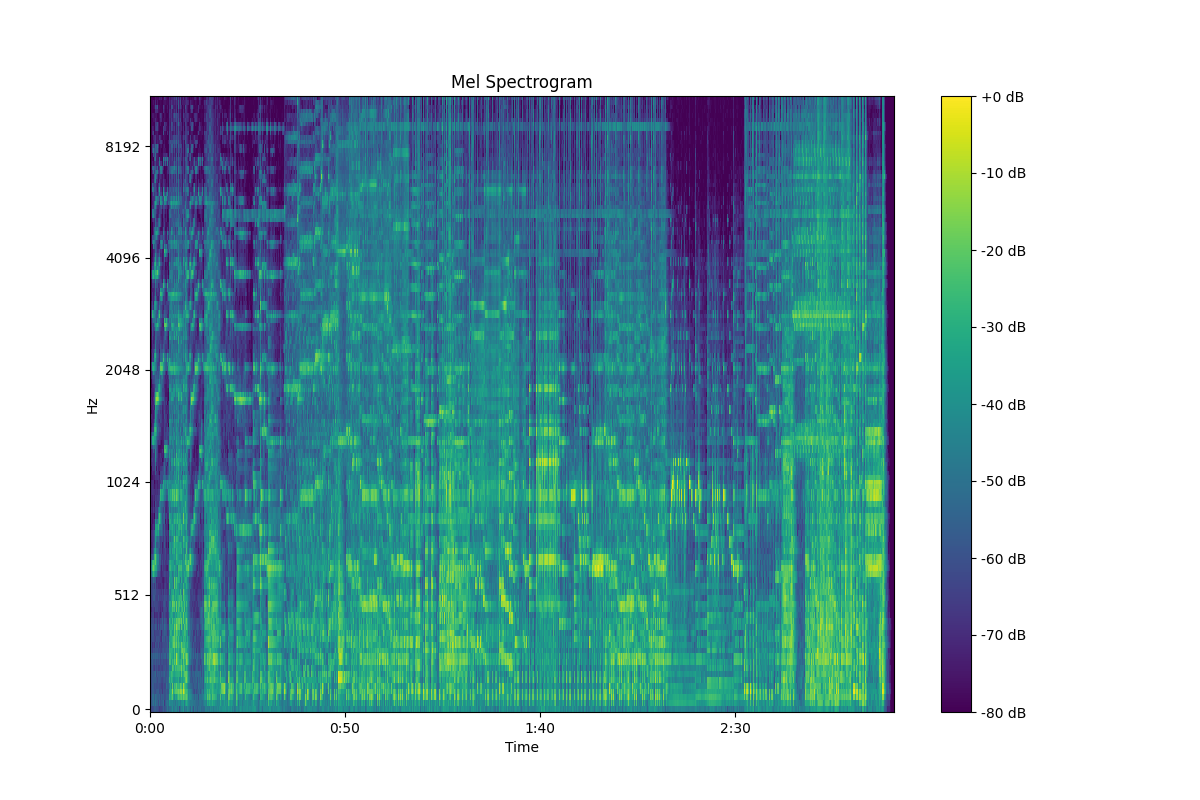 Mel Spectrogram
+0 dB
8192
-10 dB
-20 dB
4096
-30 dB
2048
Hz
-40 dB
1024
-50 dB
-60 dB
512
-70 dB
0
-80 dB
0:00
0:50
1:40
2:30
Time